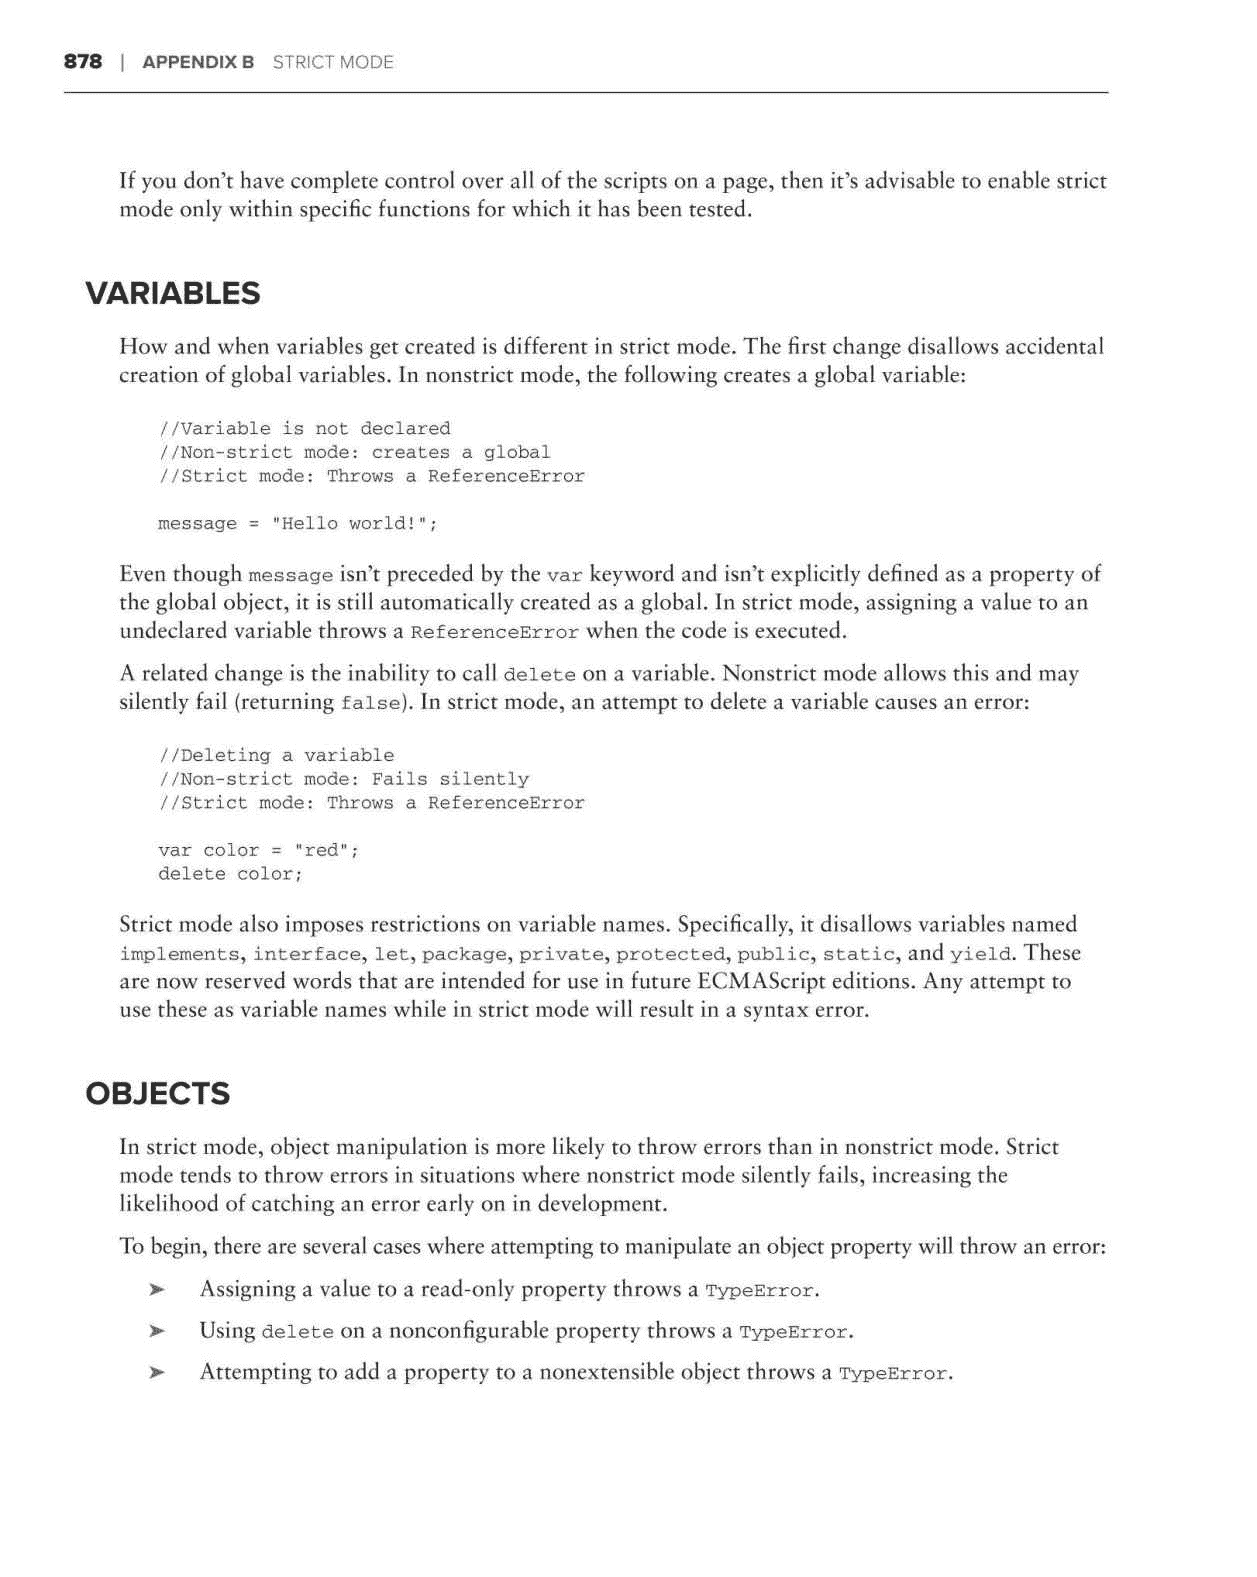 878 | APPENDIX B STRICT MODE
If you don't have complete control over all of the scripts on a page, then it's advisable to enable strict
mode only within specific functions for which it has been tested.
VARIABLES
How and when variables get created is different in strict mode. The first change disallows accidental
creation of global variables. In nonstrict mode, the following creates a global variable:
//Variable is not declared
//Non-strict mode: creates a global
//Strict mode: Throws a ReferenceError
message = "Hello world!";
Even though message isn't preceded by the var keyword and isn't explicitly defined as a property of
the global object, it is still automatically created as a global. In strict mode, assigning a value to an
undeclared variable throws a ReferenceError when the code is executed.
A related change is the inability to call delete on a variable. Nonstrict mode allows this and may
silently fail (returning false). In strict mode, an attempt to delete a variable causes an error:
//Deleting a variable
//Non-strict mode: Fails silently
//Strict mode: Throws a ReferenceError
var color = "red";
delete color;
Strict mode also imposes restrictions on variable names. Specifically, it disallows variables named
implements, interface, let, package, private, protected, public, static, and yield. These
are now reserved words that are intended for use in future ECMAScript editions. Any attempt to
use these as variable names while in strict mode will result in a syntax error.
OBJECTS
In strict mode, object manipulation is more likely to throw errors than in nonstrict mode. Strict
mode tends to throw errors in situations where nonstrict mode silently fails, increasing the
likelihood of catching an error early on in development.
To begin, there are several cases where attempting to manipulate an object property will throw an error:
➤ Assigning a value to a read-only property throws a TypeError.
➤ Using delete on a nonconfigurable property throws a TypeError.
➤ Attempting to add a property to a nonextensible object throws a TypeError.